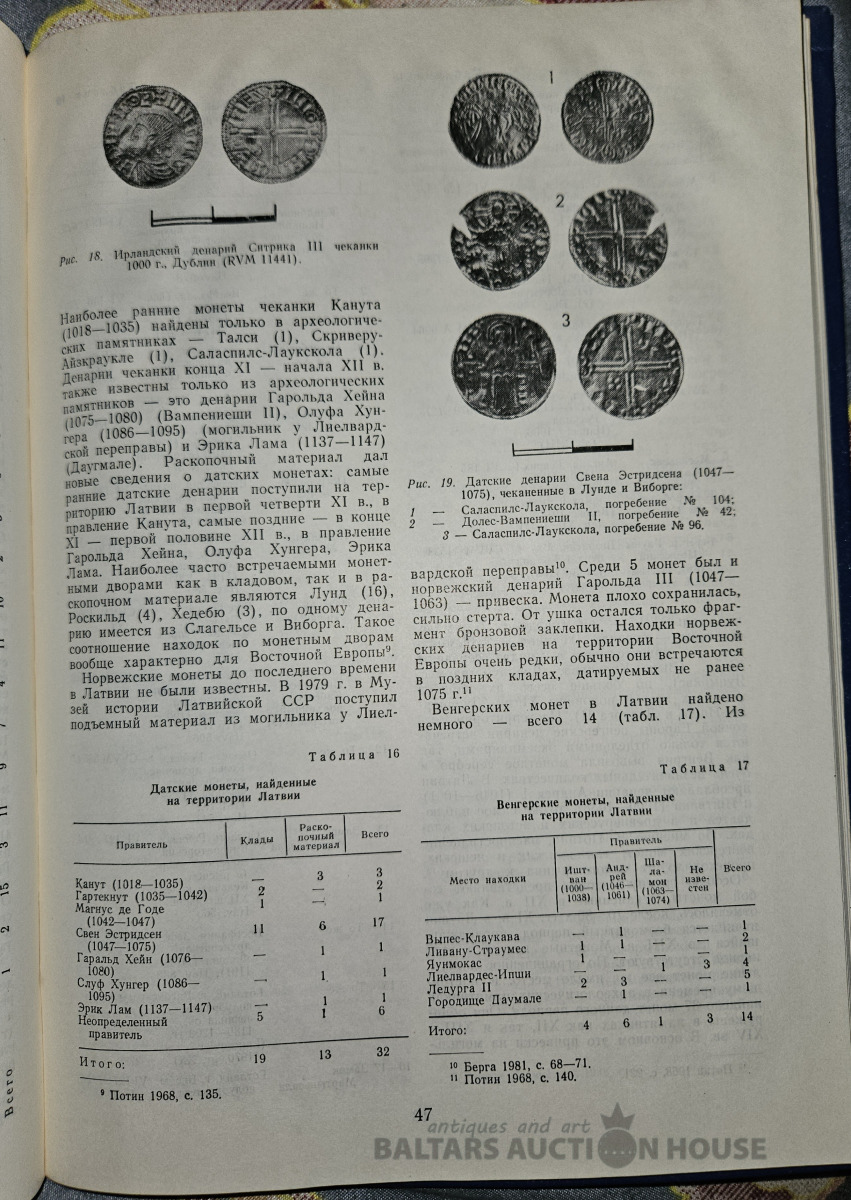 Рис. 18. Ирландский денарий Ситрика III чеканки
1000 г., Дублин (RVM 11441).
Наиболее ранние монеты чеканки Канута
(1018—1035) найдены только в археологиче-
ских памятниках — Талси (1), Скриверу-
Айзкраукле (1), Саласпилс-Лаукскола (1).
Денарии чеканки конца XI — начала XII в.
также известны только из археологических
памятников — это денарии Гарольда Хейна
(1075—1080) (Вампениеши II), Олуфа Хун-
гера (1086—1095) (могильник у Лиелвард-
ской переправы) и Эрика Лама (1137—1147)
(Даугмале). Раскопочный материал дал
новые сведения о датских монетах: самые
ранние датские денарии поступили на тер-
риторию Латвии в первой четверти XI в., в
правление Канута, самые поздние — в конце
XI — первой половине XII в., в правление
Гарольда Хейна, Олуфа Хунгера, Эрика
Лама. Наиболее часто встречаемыми монет-
ными дворами как в кладовом, так и в ра-
скопочном материале являются Лунд (16),
Роскильд (4), Хедебю (3), по одному дена-
рию имеется из Слагельсе и Виборга. Такое
соотношение находок по монетным дворам
вообще характерно для Восточной Европы⁹.
Норвежские монеты до последнего времени
в Латвии не были известны. В 1979 г. в Му-
зей истории Латвийской ССР поступил
подъемный материал из могильника у Лиел-
1
2
3
Рис. 19. Датские денарии Свена Эстридсена (1047—
1075), чеканенные в Лунде и Виборге:
1 — Саласпилс-Лаукскола, погребение № 104;
2 — Долес-Вампениеши II, погребение № 42;
3 — Саласпилс-Лаукскола, погребение № 96.
вардской переправы¹⁰. Среди 5 монет был и
норвежский денарий Гарольда III (1047—
1063) — привеска. Монета плохо сохранилась,
сильно стерта. От ушка остался только фраг-
мент бронзовой заклепки. Находки норвеж-
ских денариев на территории Восточной
Европы очень редки, обычно они встречаются
в поздних кладах, датируемых не ранее
1075 г.¹¹
Венгерских монет в Латвии найдено
немного — всего 14 (табл. 17). Из
Таблица 16
Датские монеты, найденные
на территории Латвии
Правитель Клады Раско-
почный
материал Всего
Канут (1018—1035) — 3 3
Гартекнут (1035—1042) 2 — 2
Магнус де Годе
(1042—1047) 1 — 1
Свен Эстридсен
(1047—1075) 11 6 17
Гаральд Хейн (1076—
1080) — 1 1
Слуф Хунгер (1086—
1095) — 1 1
Эрик Лам (1137—1147) — 1 1
Неопределенный
правитель 5 1 6
Итого: 19 13 32
⁹ Потин 1968, с. 135.
Таблица 17
Венгерские монеты, найденные
на территории Латвии
Место находки Правитель Всего
Ишт-
ван
(1000—
1038) Анд-
рей
(1046—
1061) Ша-
ла-
мон
(1063—
1074) Не
изве-
стен
Выпес-Клаукава — 1 — — 1
Ливану-Страумес 1 1 — — 2
Яунмокас 1 — — — 1
Лиелвардес-Ипши — — 1 3 4
Ледурга II 2 3 — — 5
Городище Даумале — 1 — — 1
Итого: 4 6 1 3 14
¹⁰ Берга 1981, с. 68—71.
¹¹ Потин 1968, с. 140.
47
antiques and art
BALTARS AUCTION HOUSE
Всего